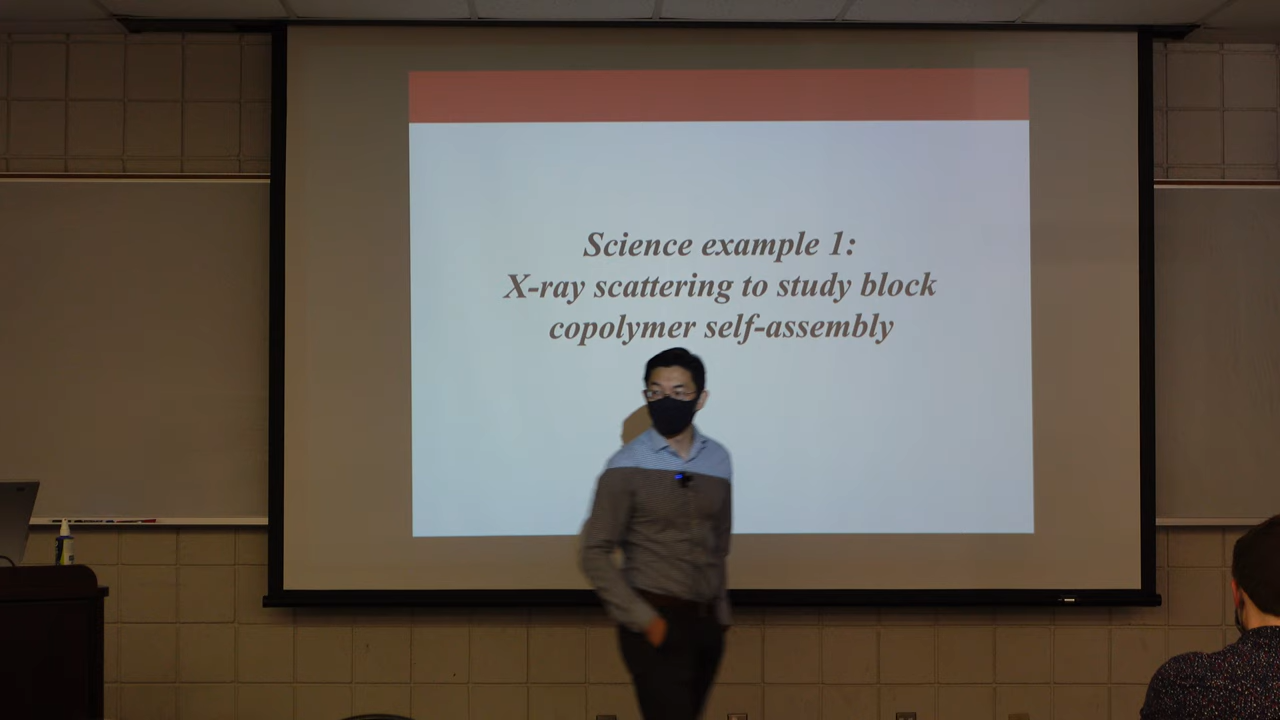 Science example 1:
X-ray scattering to study block
copolymer self-assembly